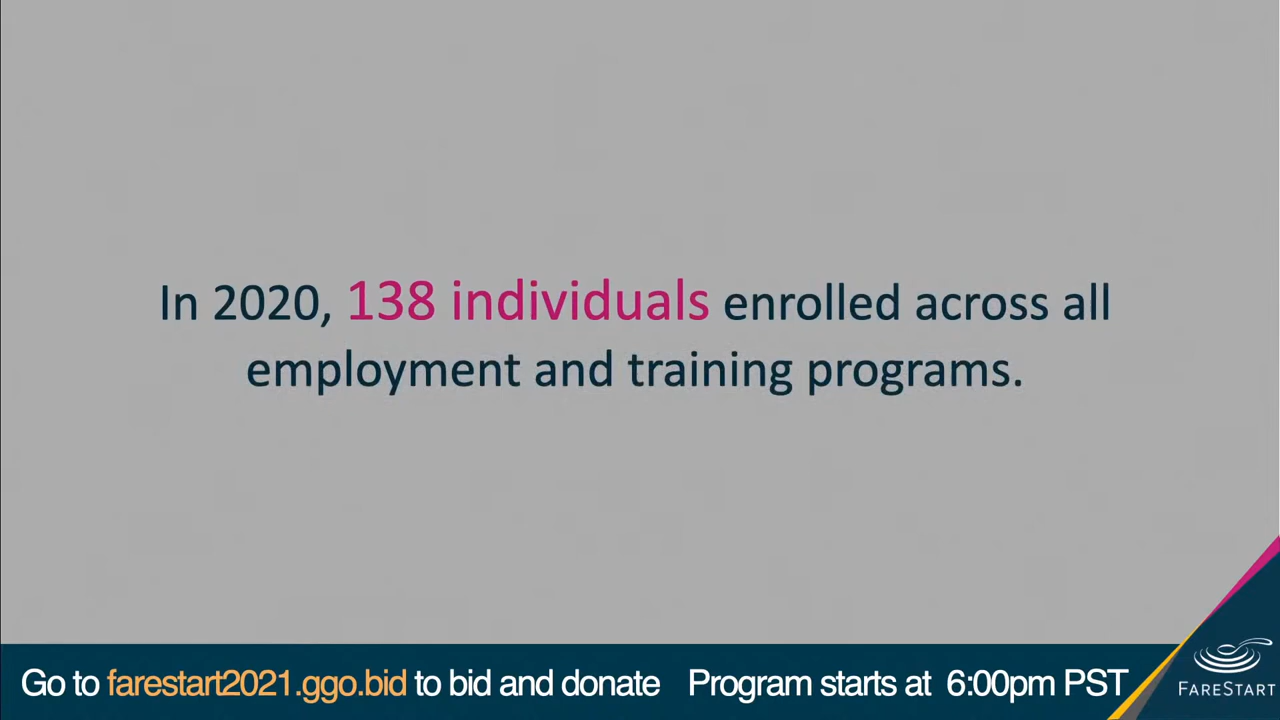 In 2020, 138 individuals enrolled across all
employment and training programs.
Go to farestart2021.ggo.bid to bid and donate Program starts at 6:00pm PST
FARESTART